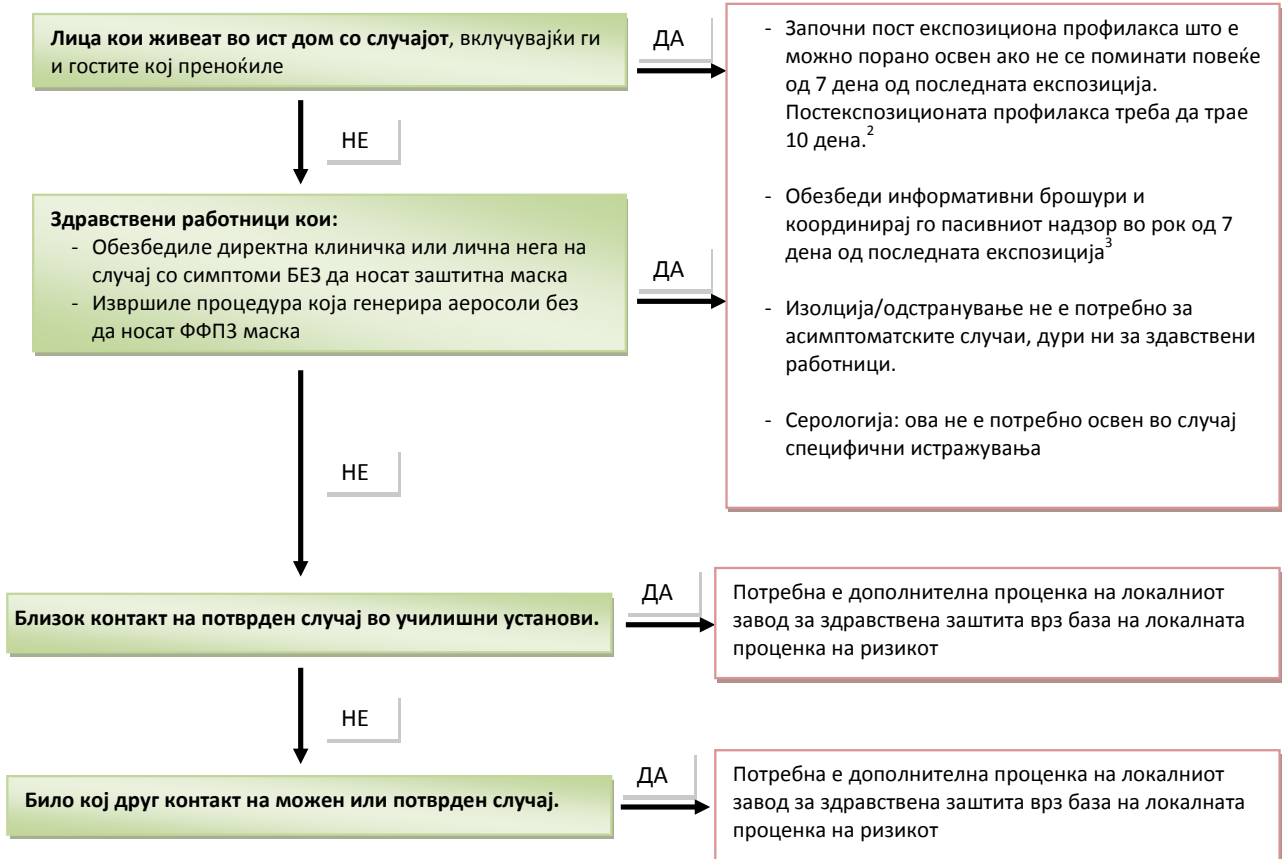 Лица кои живеат во ист дом со случајот, вклучувајќи ги
и гостите кој преноќиле
ДА
- Започни пост експозициона профилакса што е
можно порано освен ако не се поминати повеќе
од 7 дена од последната експозиција.
Постекспозиционата профилакса треба да трае
10 дена.2
- Обезбеди информативни брошури и
координирај го пасивниот надзор во рок од 7
дена од последната експозиција3
- Изолција/одстранување не е потребно за
асимптоматските случаи, дури ни за здавствени
работници.
- Серологија: ова не е потребно освен во случај
специфични истражувања
НЕ
Здравствени работници кои:
- Обезбедиле директна клиничка или лична нега на
случај со симптоми БЕЗ да носат заштитна маска
- Извршиле процедура која генерира аеросоли без
да носат ФФП3 маска
ДА
НЕ
Близок контакт на потврден случај во училишни установи.
ДА
Потребна е дополнителна проценка на локалниот
завод за здравствена заштита врз база на локалната
проценка на ризикот
НЕ
Било кој друг контакт на можен или потврден случај.
ДА
Потребна е дополнителна проценка на локалниот
завод за здравствена заштита врз база на локалната
проценка на ризикот